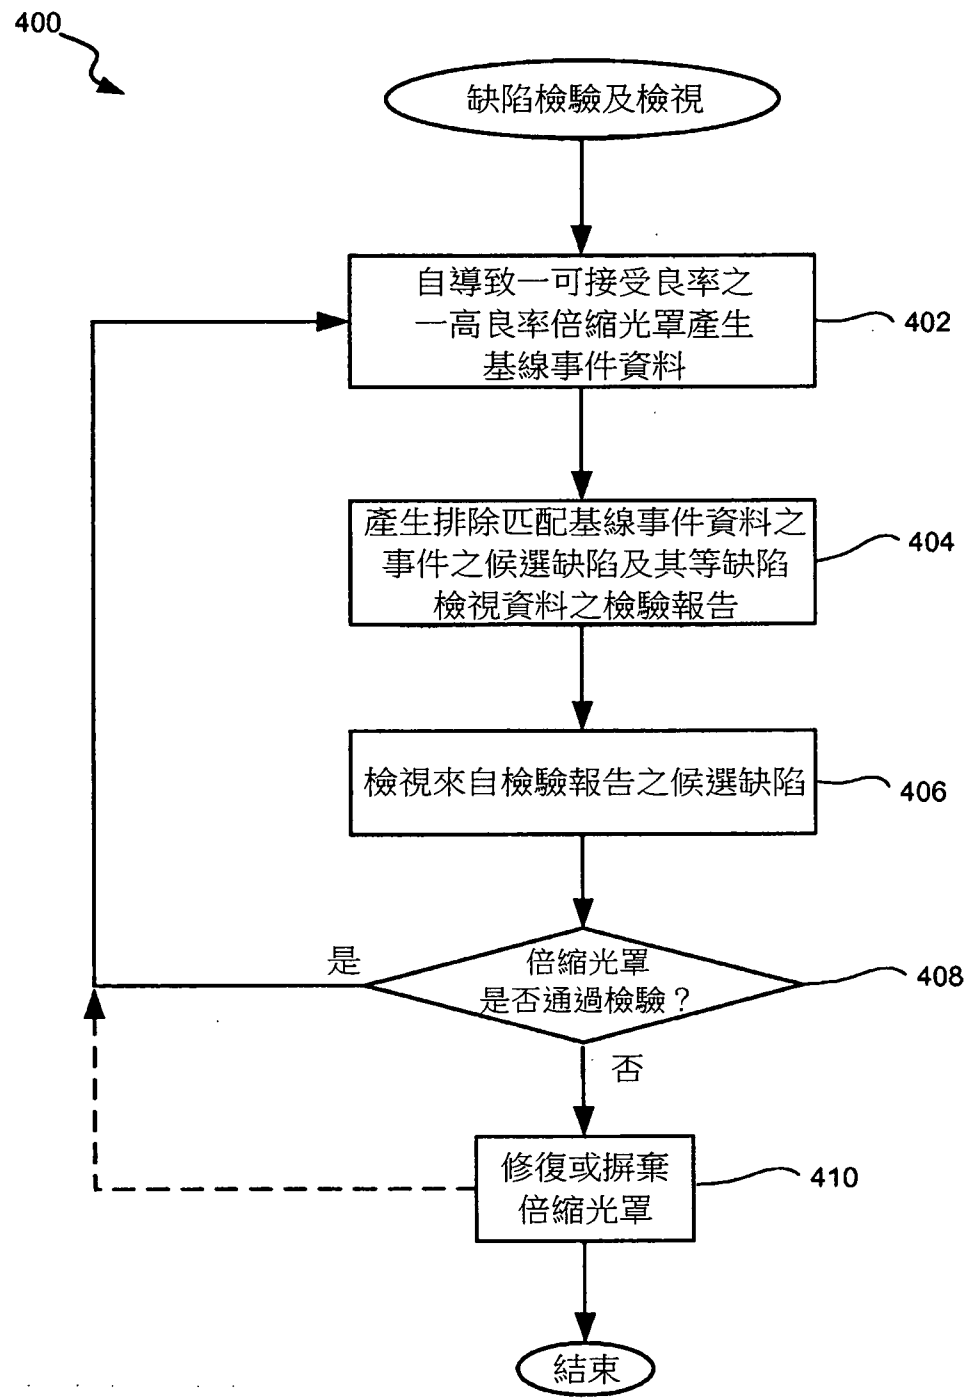 400
缺陷檢驗及檢視
自導致一可接受良率之
一高良率倍縮光罩產生
基線事件資料
402
產生排除匹配基線事件資料之
事件之候選缺陷及其等缺陷
檢視資料之檢驗報告
404
檢視來自檢驗報告之候選缺陷
406
是
倍縮光罩
是否通過檢驗？
408
否
修復或摒棄
倍縮光罩
410
結束